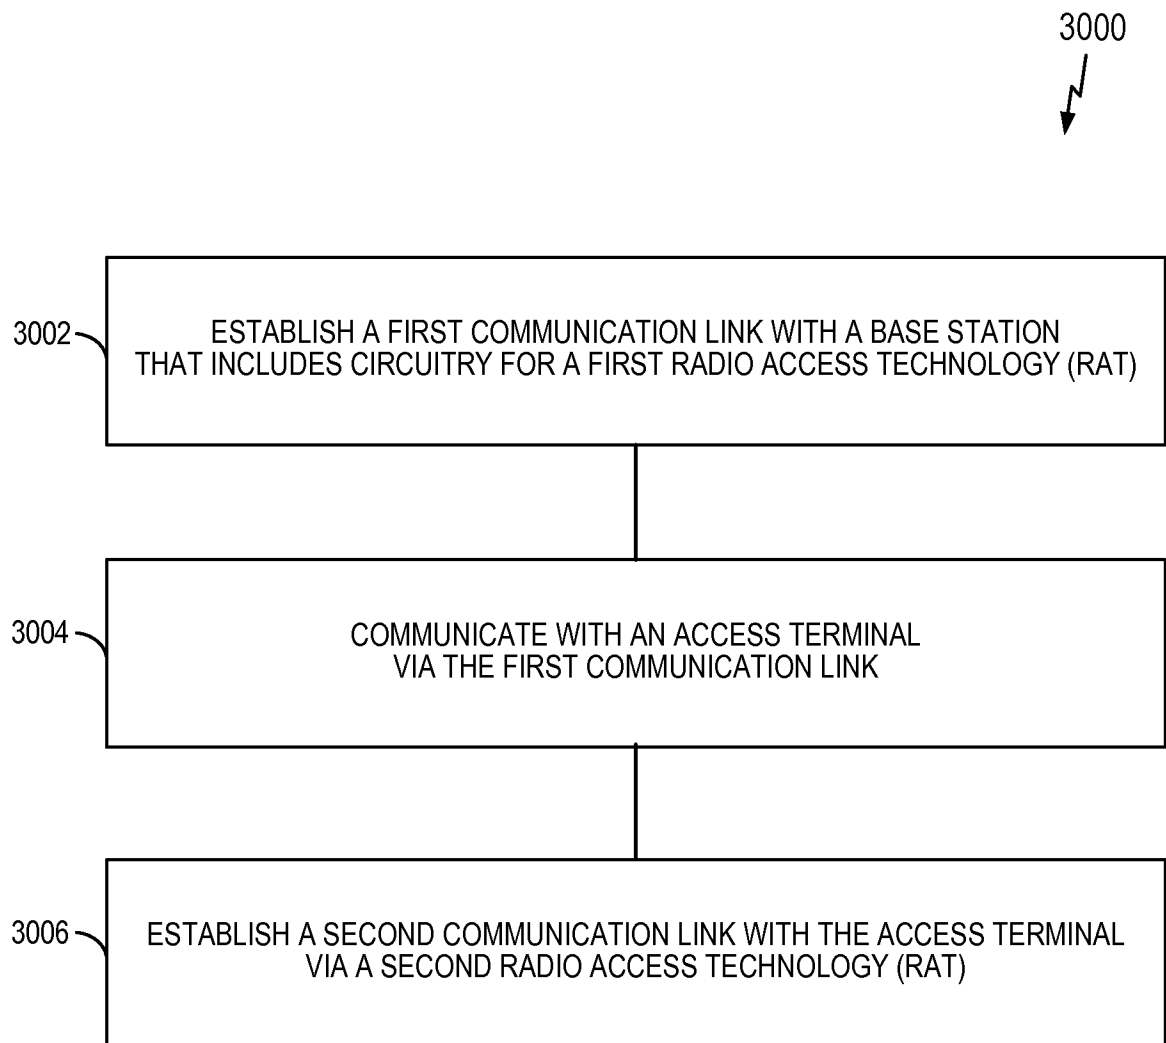 3000
3002
ESTABLISH A FIRST COMMUNICATION LINK WITH A BASE STATION
THAT INCLUDES CIRCUITRY FOR A FIRST RADIO ACCESS TECHNOLOGY (RAT)
3004
COMMUNICATE WITH AN ACCESS TERMINAL
VIA THE FIRST COMMUNICATION LINK
3006
ESTABLISH A SECOND COMMUNICATION LINK WITH THE ACCESS TERMINAL
VIA A SECOND RADIO ACCESS TECHNOLOGY (RAT)